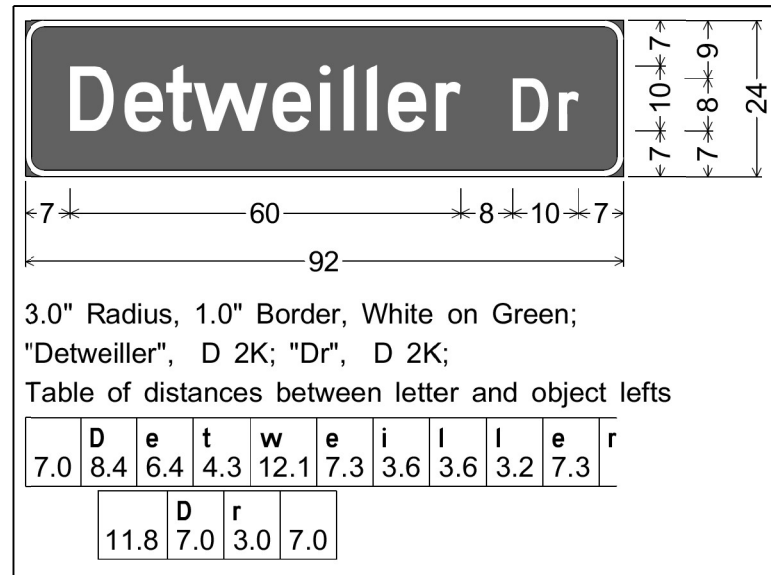 Detweiller Dr
7 10 7
9 8 7
24
7 60 8 10 7
92
3.0" Radius, 1.0" Border, White on Green;
"Detweiller", D 2K; "Dr", D 2K;
Table of distances between letter and object lefts
D e t w e i l l e r
7.0 8.4 6.4 4.3 12.1 7.3 3.6 3.6 3.2 7.3
D r
11.8 7.0 3.0 7.0